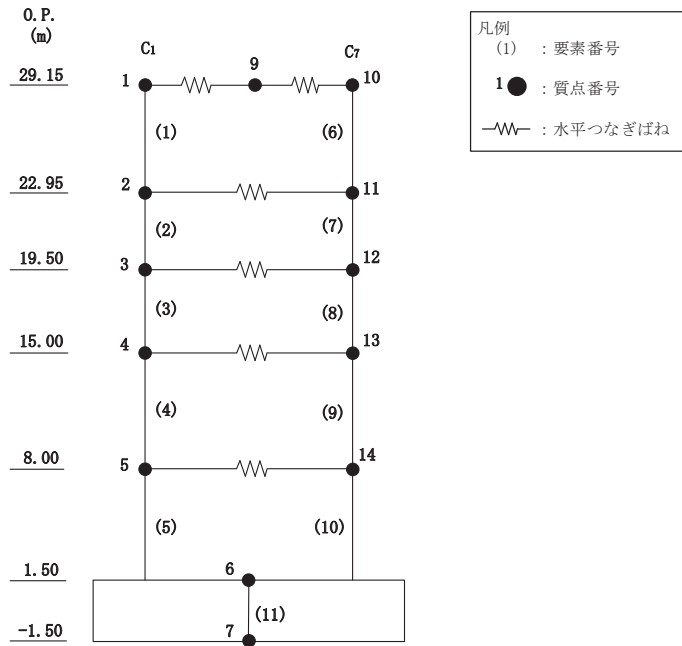 O.P.
(m)
C1 C7
凡例
(1) : 要素番号
1 : 質点番号
: 水平つなぎばね
29.15 1 9 10
(1) (6)
22.95 2 11
(2) (7)
19.50 3 12
(3) (8)
15.00 4 13
(4) (9)
8.00 5 14
(5) (10)
1.50 6
(11)
-1.50 7